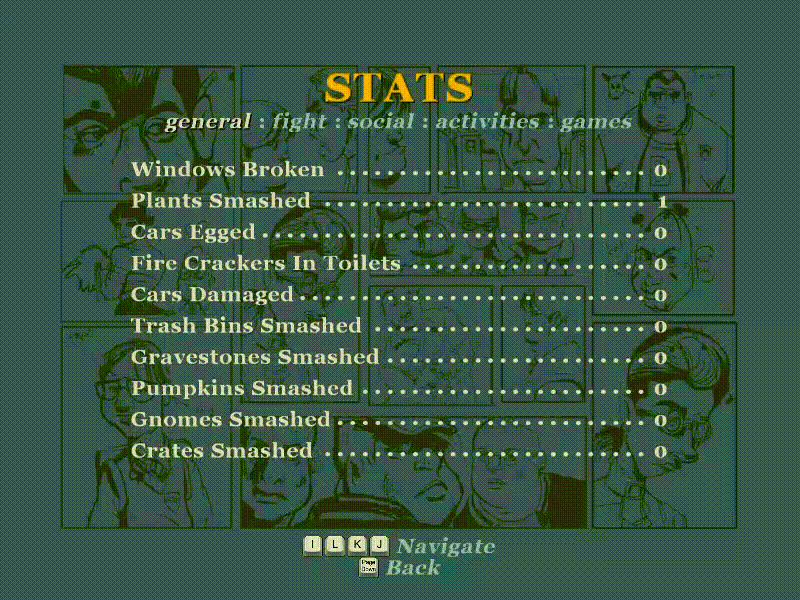 STATS
general : fight : social : activities : games
Windows Broken ........................ 0
Plants Smashed ......................... 1
Cars Egged .............................. 0
Fire Crackers In Toilets ................... 0
Cars Damaged ........................... 0
Trash Bins Smashed ...................... 0
Gravestones Smashed ..................... 0
Pumpkins Smashed ....................... 0
Gnomes Smashed ........................ 0
Crates Smashed ......................... 0
I L K J Navigate
Page Down Back